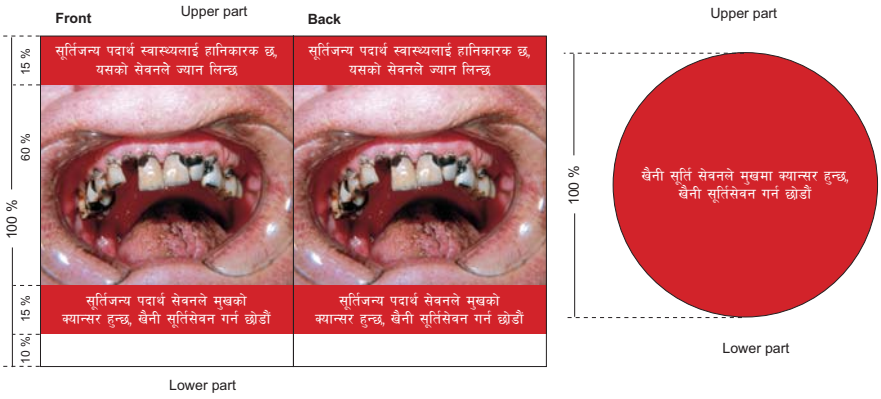 Upper part
Front
Back
15 %
सूर्तिजन्य पदार्थ स्वास्थ्यलाई हानिकारक छ,
यसको सेवनले ज्यान लिन्छ
सूर्तिजन्य पदार्थ स्वास्थ्यलाई हानिकारक छ,
यसको सेवनले ज्यान लिन्छ
60 %
100 %
15 %
सूर्तिजन्य पदार्थ सेवनले मुखको
क्यान्सर हुन्छ, खैनी सूर्तिसेवन गर्न छोडौं
सूर्तिजन्य पदार्थ सेवनले मुखको
क्यान्सर हुन्छ, खैनी सूर्तिसेवन गर्न छोडौं
10 %
Lower part
Upper part
100 %
खैनी सूर्ति सेवनले मुखमा क्यान्सर हुन्छ,
खैनी सूर्तिसेवन गर्न छोडौं
Lower part